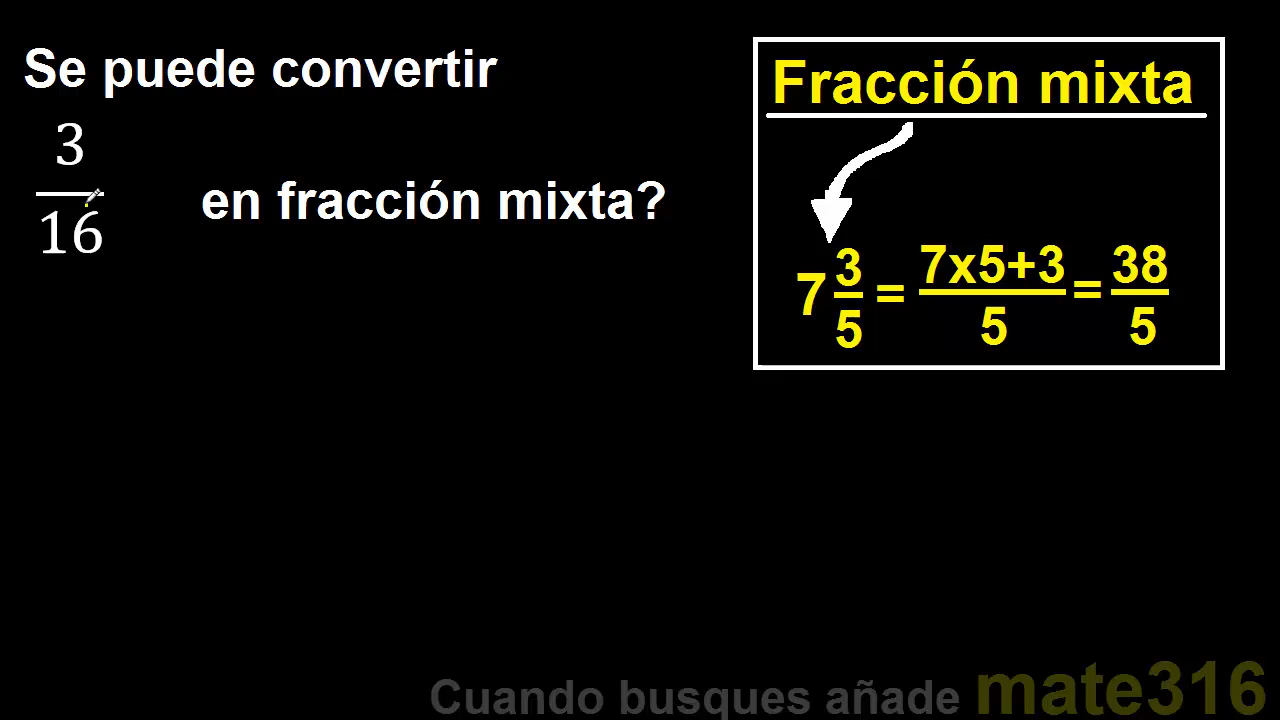 Se puede convertir
3
16
en fracción mixta?
Fracción mixta
7 3/5 = 7x5+3/5 = 38/5
Cuando busques añade mate316